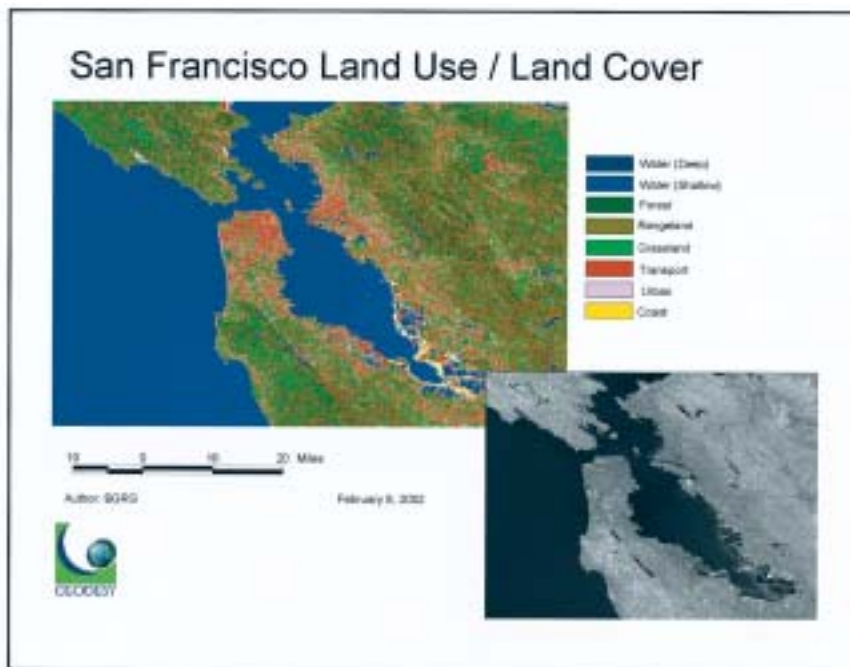 San Francisco Land Use / Land Cover
Water (Deep)
Water (Shallow)
Forest
Rangeland
Grassland
Transport
Urban
Coast
10 0 10 20 Miles
Author: BGRG
February 8, 2002
GEODESY